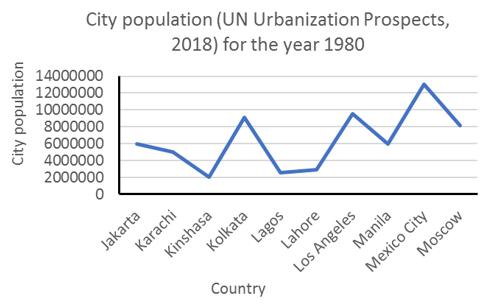 City population (UN Urbanization Prospects,
2018) for the year 1980
City population
14000000
12000000
10000000
8000000
6000000
4000000
2000000
0
Jakarta
Karachi
Kinshasa
Kolkata
Lagos
Lahore
Los Angeles
Manila
Mexico City
Moscow
Country